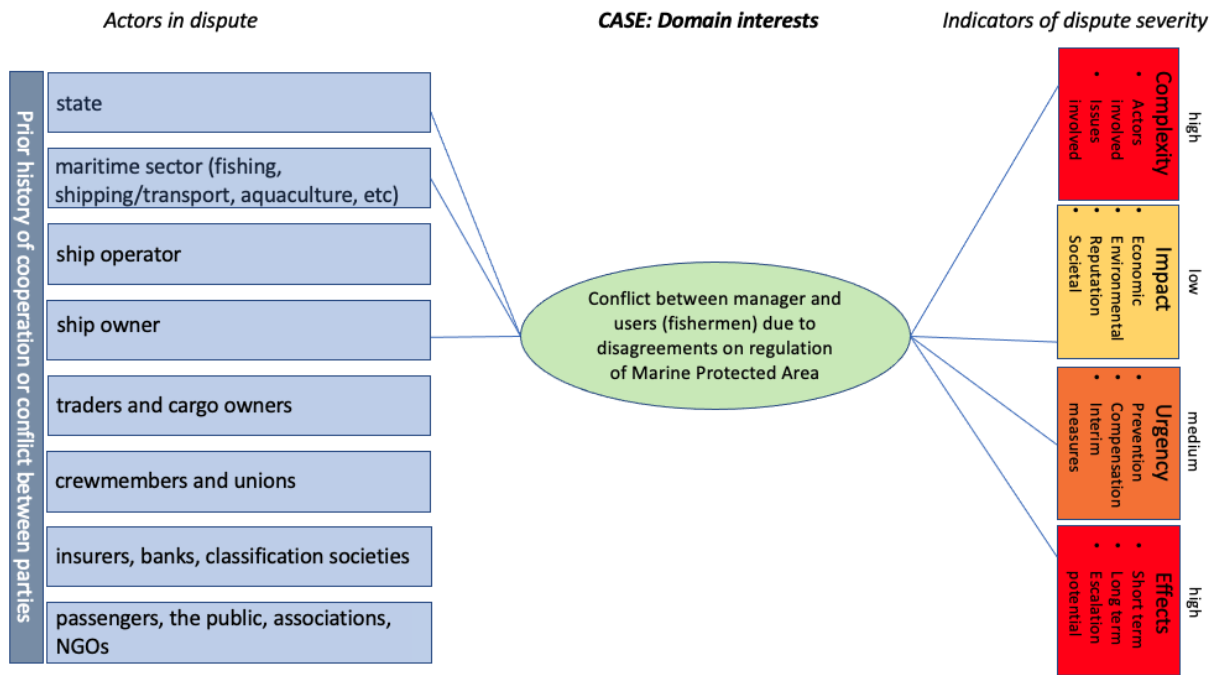 Actors in dispute
CASE: Domain interests
Indicators of dispute severity
Prior history of cooperation or conflict between parties
state
maritime sector (fishing,
shipping/transport, aquaculture, etc)
ship operator
ship owner
traders and cargo owners
crewmembers and unions
insurers, banks, classification societies
passengers, the public, associations,
NGOs
Conflict between manager and
users (fishermen) due to
disagreements on regulation
of Marine Protected Area
high
Complexity
• Actors
involved
• Issues
involved
low
Impact
• Economic
• Environmental
• Reputation
• Societal
medium
Urgency
• Prevention
• Compensation
• Interim
measures
high
Effects
• Short term
• Long term
• Escalation
potential